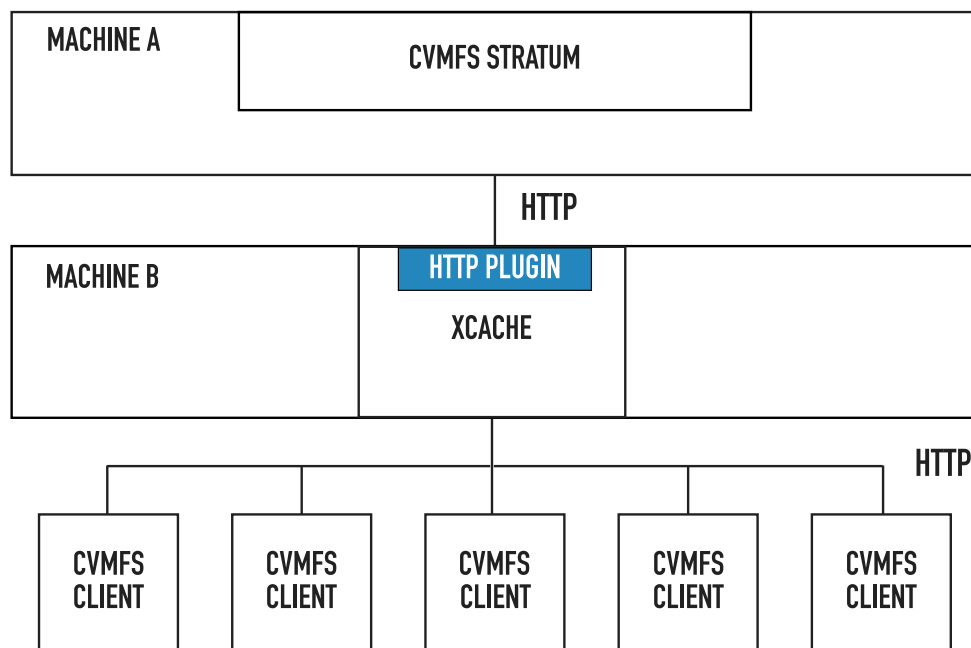 MACHINE A
CVMFS STRATUM
HTTP
MACHINE B
HTTP PLUGIN
XCACHE
HTTP
CVMFS
CLIENT
CVMFS
CLIENT
CVMFS
CLIENT
CVMFS
CLIENT
CVMFS
CLIENT